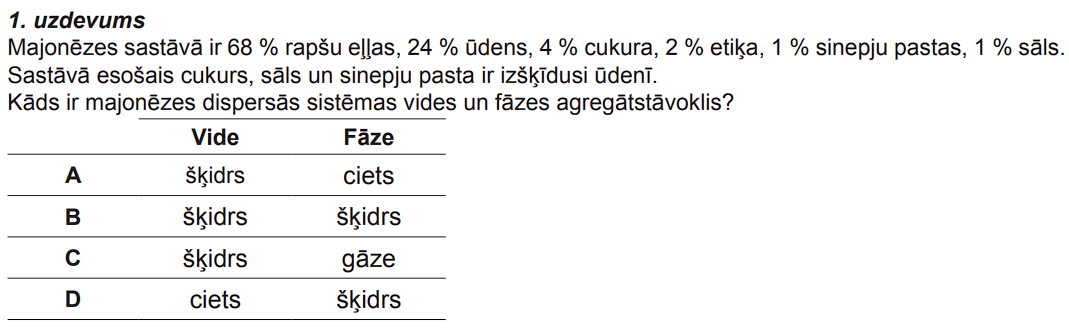 1. uzdevums
Majonēzes sastāvā ir 68 % rapšu eļļas, 24 % ūdens, 4 % cukura, 2 % etiķa, 1 % sinepju pastas, 1 % sāls.
Sastāvā esošais cukurs, sāls un sinepju pasta ir izšķīdusi ūdenī.
Kāds ir majonēzes dispersās sistēmas vides un fāzes agregātstāvoklis?
Vide Fāze
A šķidrs ciets
B šķidrs šķidrs
C šķidrs gāze
D ciets šķidrs